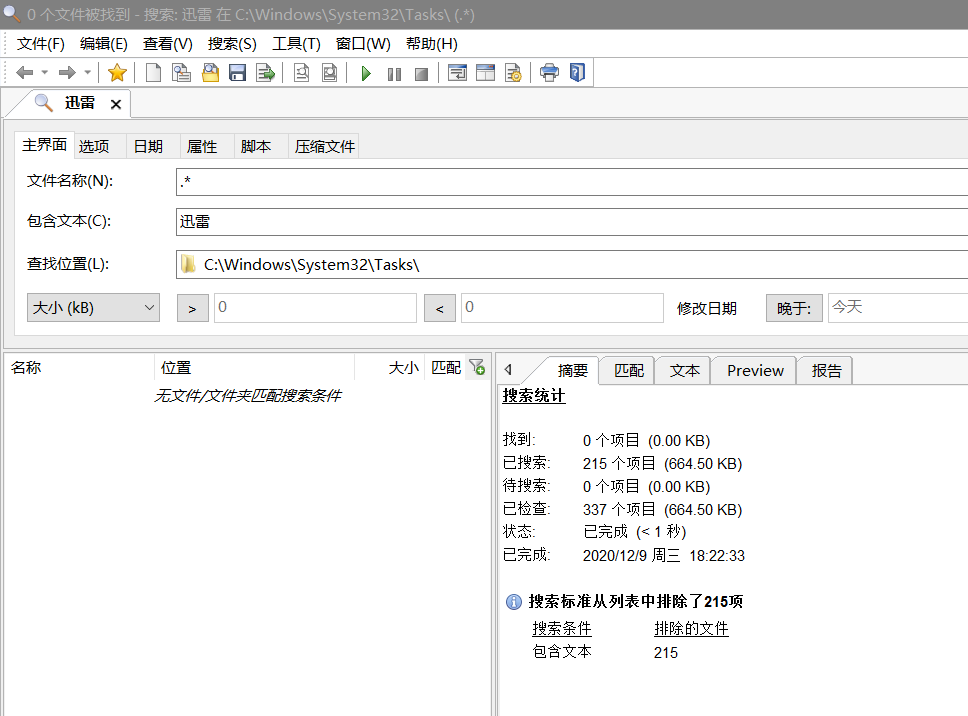 0 个文件被找到 - 搜索: 迅雷 在 C:\Windows\System32\Tasks\ (.*)
文件(F) 编辑(E) 查看(V) 搜索(S) 工具(T) 窗口(W) 帮助(H)
迅雷
主界面 选项 日期 属性 脚本 压缩文件
文件名称(N): .*
包含文本(C): 迅雷
查找位置(L): C:\Windows\System32\Tasks\
大小 (kB) > 0 < 0 修改日期 晚于: 今天
名称 位置 大小 匹配
无文件/文件夹匹配搜索条件
摘要 匹配 文本 Preview 报告
搜索统计
找到: 0 个项目 (0.00 KB)
已搜索: 215 个项目 (664.50 KB)
待搜索: 0 个项目 (0.00 KB)
已检查: 337 个项目 (664.50 KB)
状态: 已完成 (< 1 秒)
已完成: 2020/12/9 周三 18:22:33
搜索标准从列表中排除了215项
搜索条件 排除的文件
包含文本 215